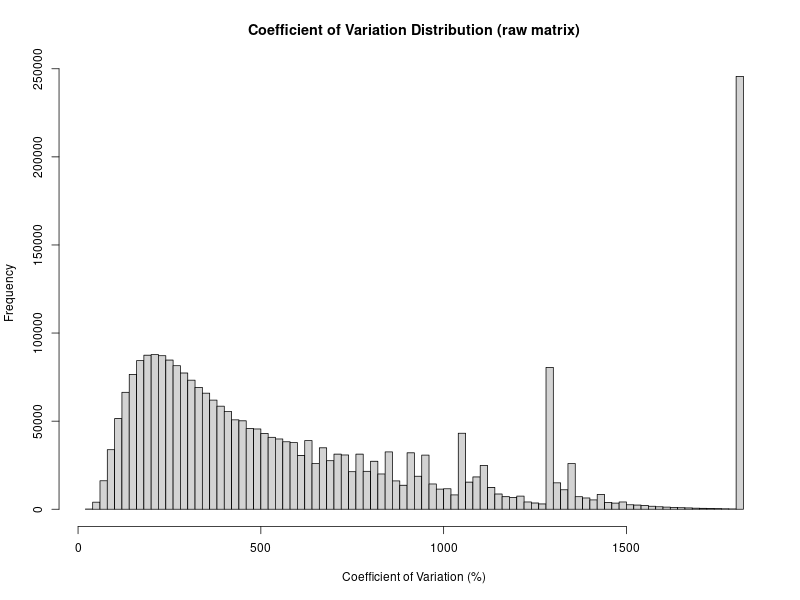 Coefficient of Variation Distribution (raw matrix)
Frequency
250000
200000
150000
100000
50000
0
0 500 1000 1500
Coefficient of Variation (%)